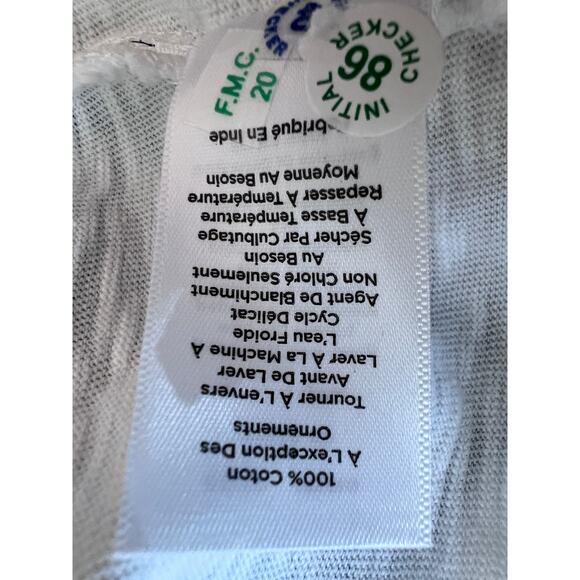 100% Coton
À L'exception Des
Ornements
Tourner À L'envers
Avant De Laver
Laver À La Machine À
L'eau Froide
Cycle Délicat
Agent De Blanchiment
Non Chloré Seulement
Au Besoin
Sécher Par Culbutage
À Basse Température
Repasser À Température
Moyenne Au Besoin
En Inde
F.M.C.
20
INITIAL
86
CHECKER